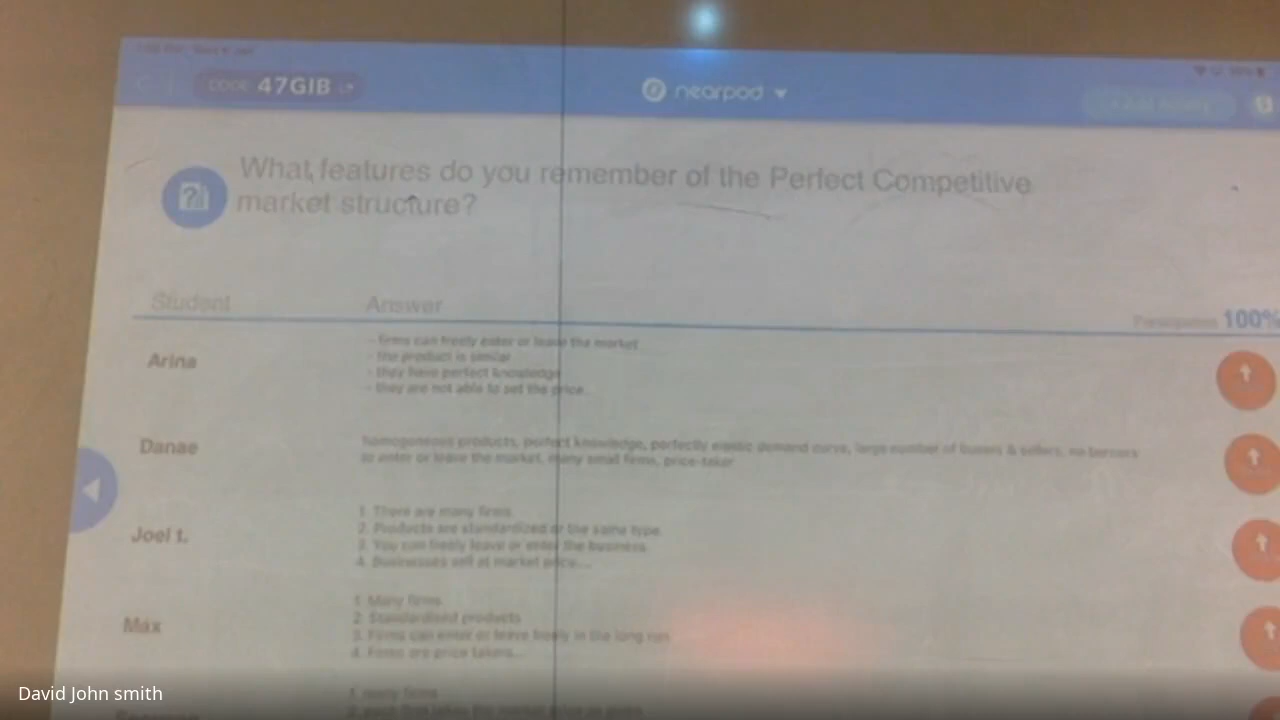 CODE 47GIB
nearpod
What features do you remember of the Perfect Competitive
market structure?
Student Answer
Participation 100%
Arina
- firms can freely enter or leave the market
- the product is similar
- they have perfect knowledge
- they are not able to set the price
Danae
homogoneous products, perfect knowledge, perfectly elastic demand curve, large number of buyers & sellers, no barriers
to enter or leave the market, many small firms, price-taker
Joel t.
1. There are many firms
2. Products are standardized or the same type
3. You can freely leave or enter the business
4. Businesses sell at market price....
Max
1. Many firms
2. Standardised products
3. Firms can enter or leave freely in the long run
4. Firms are price takers...
1. many firms
David John smith